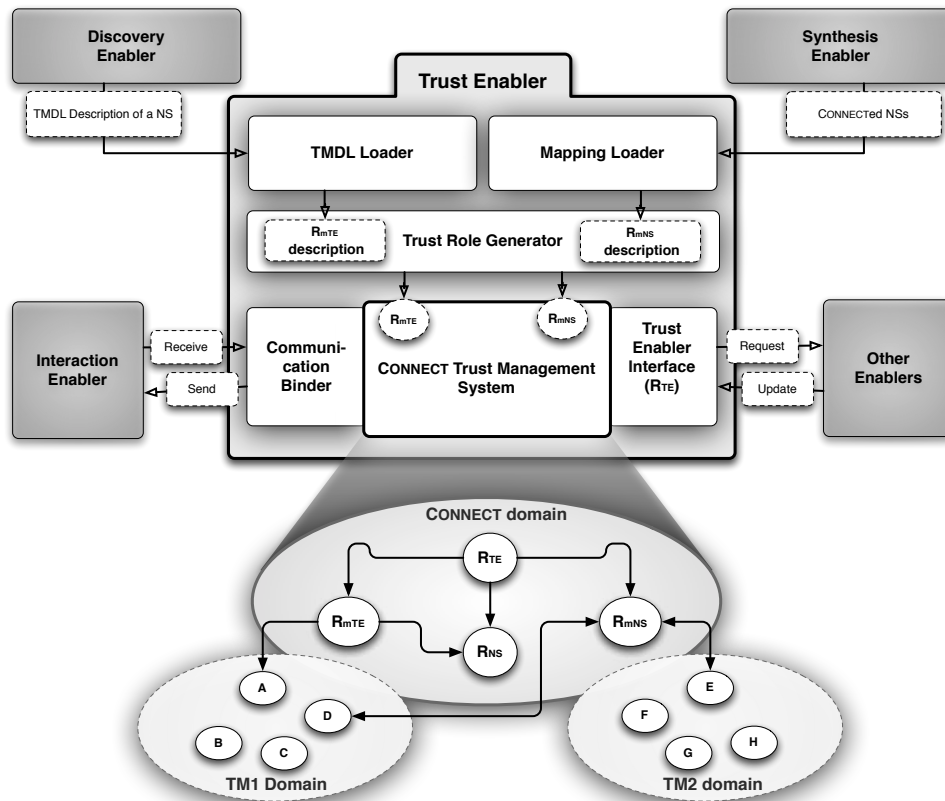 Discovery
Enabler
Synthesis
Enabler
TMDL Description of a NS
Trust Enabler
CONNECTed NSs
TMDL Loader
Mapping Loader
RmTE
description
Trust Role Generator
RmNS
description
RmTE
RmNS
Interaction
Enabler
Receive
Send
Communi-
cation
Binder
CONNECT Trust Management
System
Trust
Enabler
Interface
(RTE)
Request
Update
Other
Enablers
CONNECT domain
RTE
RmTE
RmNS
RNS
A
D
B
C
TM1 Domain
E
F
H
G
TM2 domain